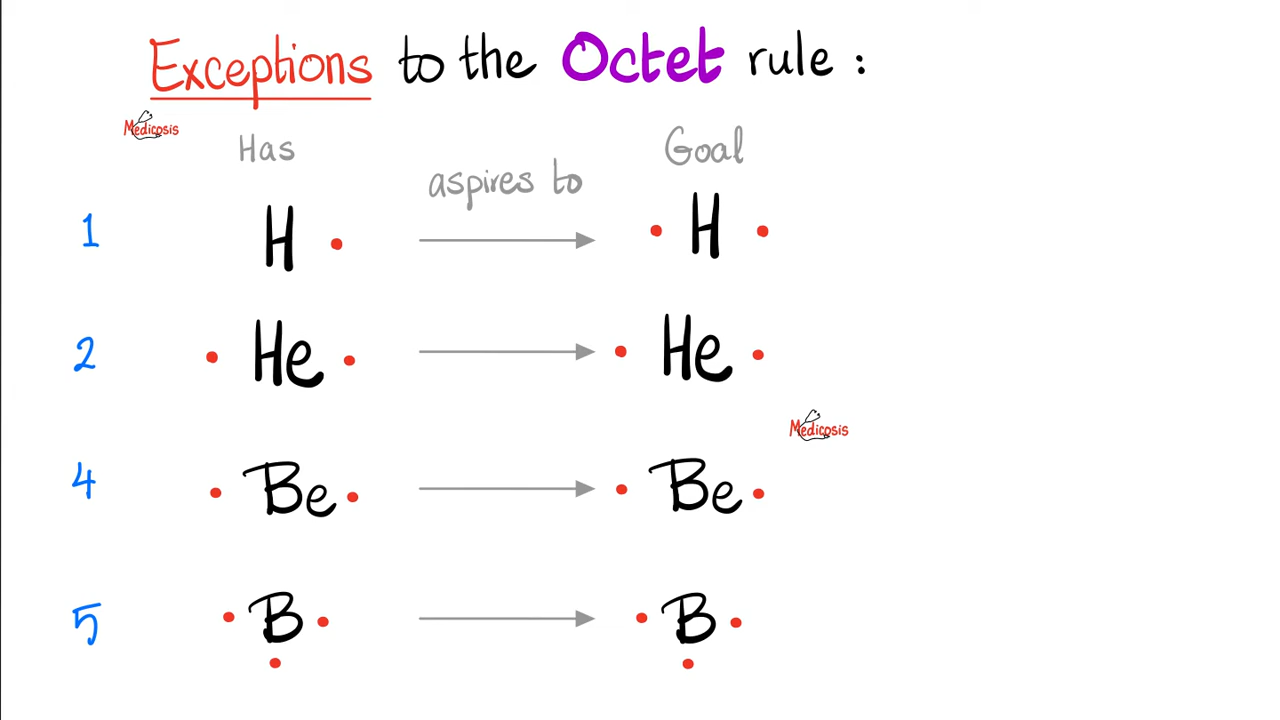 Exceptions to the Octet rule :
Medicosis
Has
aspires to
Goal
1 H H
2 He He
Medicosis
4 Be Be
5 B B